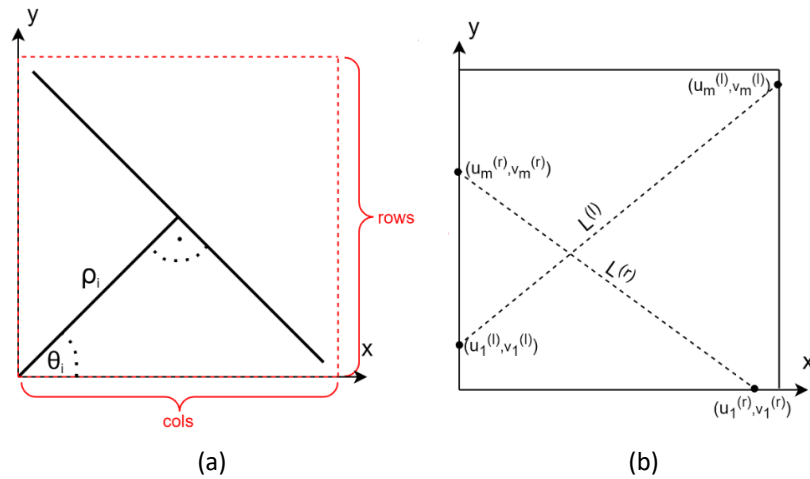 y
rows
ρᵢ
θᵢ
x
cols
(a)
y
(uₘ⁽ˡ⁾,vₘ⁽ˡ⁾)
(uₘ⁽ʳ⁾,vₘ⁽ʳ⁾)
L⁽ˡ⁾
L⁽ʳ⁾
(u₁⁽ˡ⁾,v₁⁽ˡ⁾)
x
(u₁⁽ʳ⁾,v₁⁽ʳ⁾)
(b)